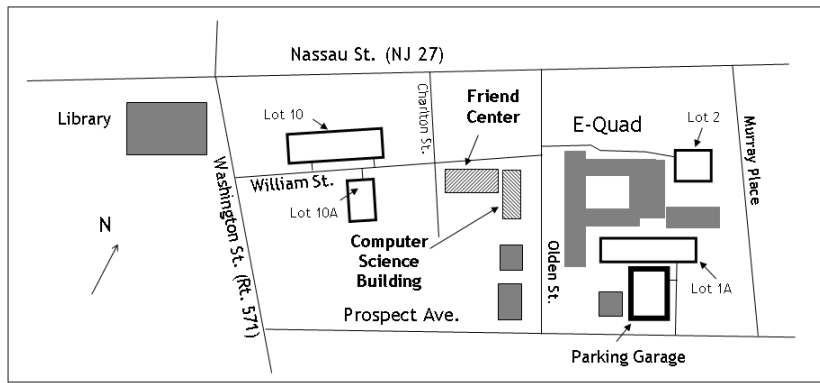 Nassau St. (NJ 27)
Library
Lot 10
Charlton St.
Friend
Center
E-Quad
Lot 2
Murray Place
William St.
Lot 10A
Washington St. (Rt. 571)
N
Computer
Science
Building
Olden St.
Lot 1A
Prospect Ave.
Parking Garage